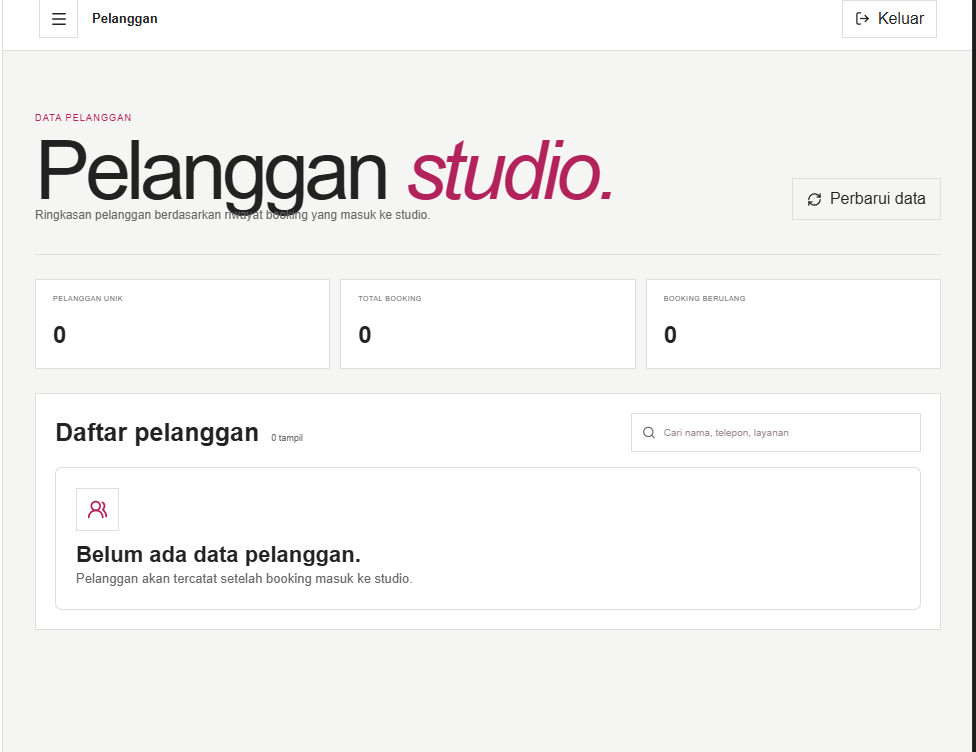 Pelanggan
Keluar
DATA PELANGGAN
Pelanggan studio.
Ringkasan pelanggan berdasarkan riwayat booking yang masuk ke studio.
Perbarui data
PELANGGAN UNIK
0
TOTAL BOOKING
0
BOOKING BERULANG
0
Daftar pelanggan 0 tampil
Cari nama, telepon, layanan
Belum ada data pelanggan.
Pelanggan akan tercatat setelah booking masuk ke studio.